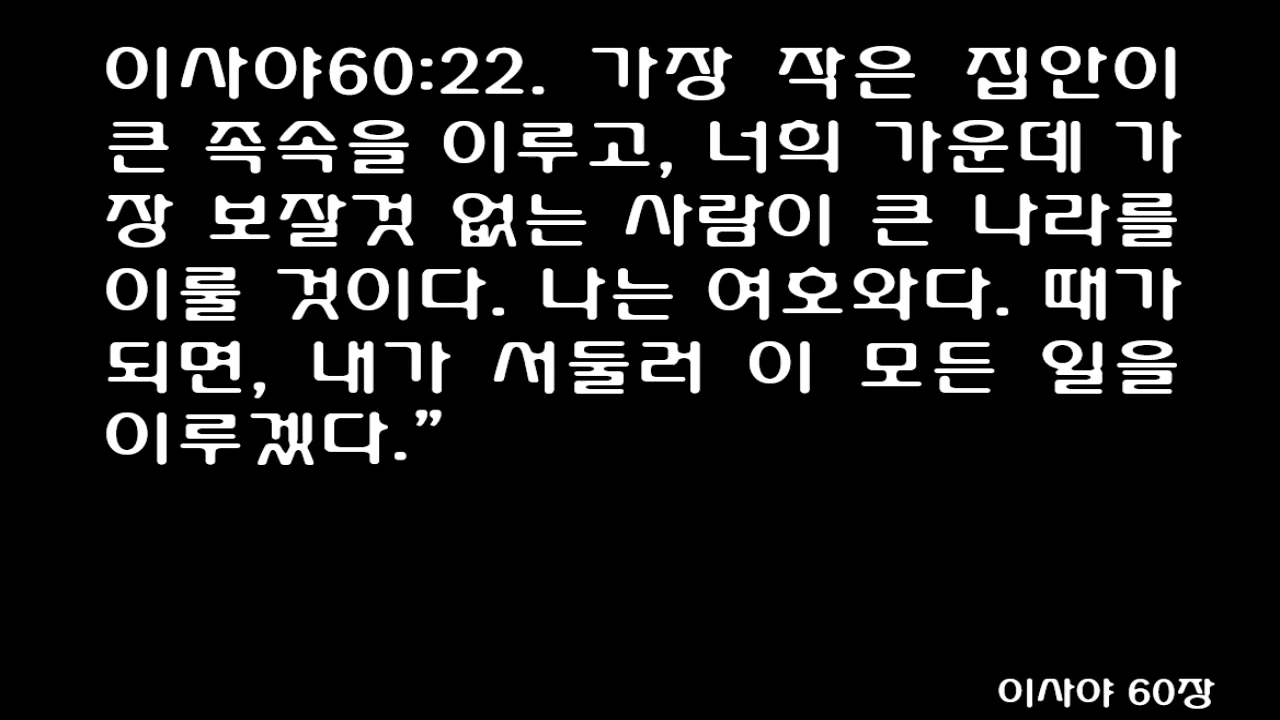 이사야60:22. 가장 작은 집안이
큰 족속을 이루고, 너희 가운데 가
장 보잘것 없는 사람이 큰 나라를
이룰 것이다. 나는 여호와다. 때가
되면, 내가 서둘러 이 모든 일을
이루겠다.”
이사야 60장